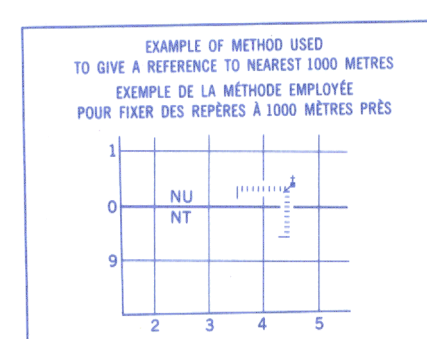 EXAMPLE OF METHOD USED
TO GIVE A REFERENCE TO NEAREST 1000 METRES
EXEMPLE DE LA MÉTHODE EMPLOYÉE
POUR FIXER DES REPÈRES À 1000 MÈTRES PRÈS
1
NU
0
NT
9
2 3 4 5